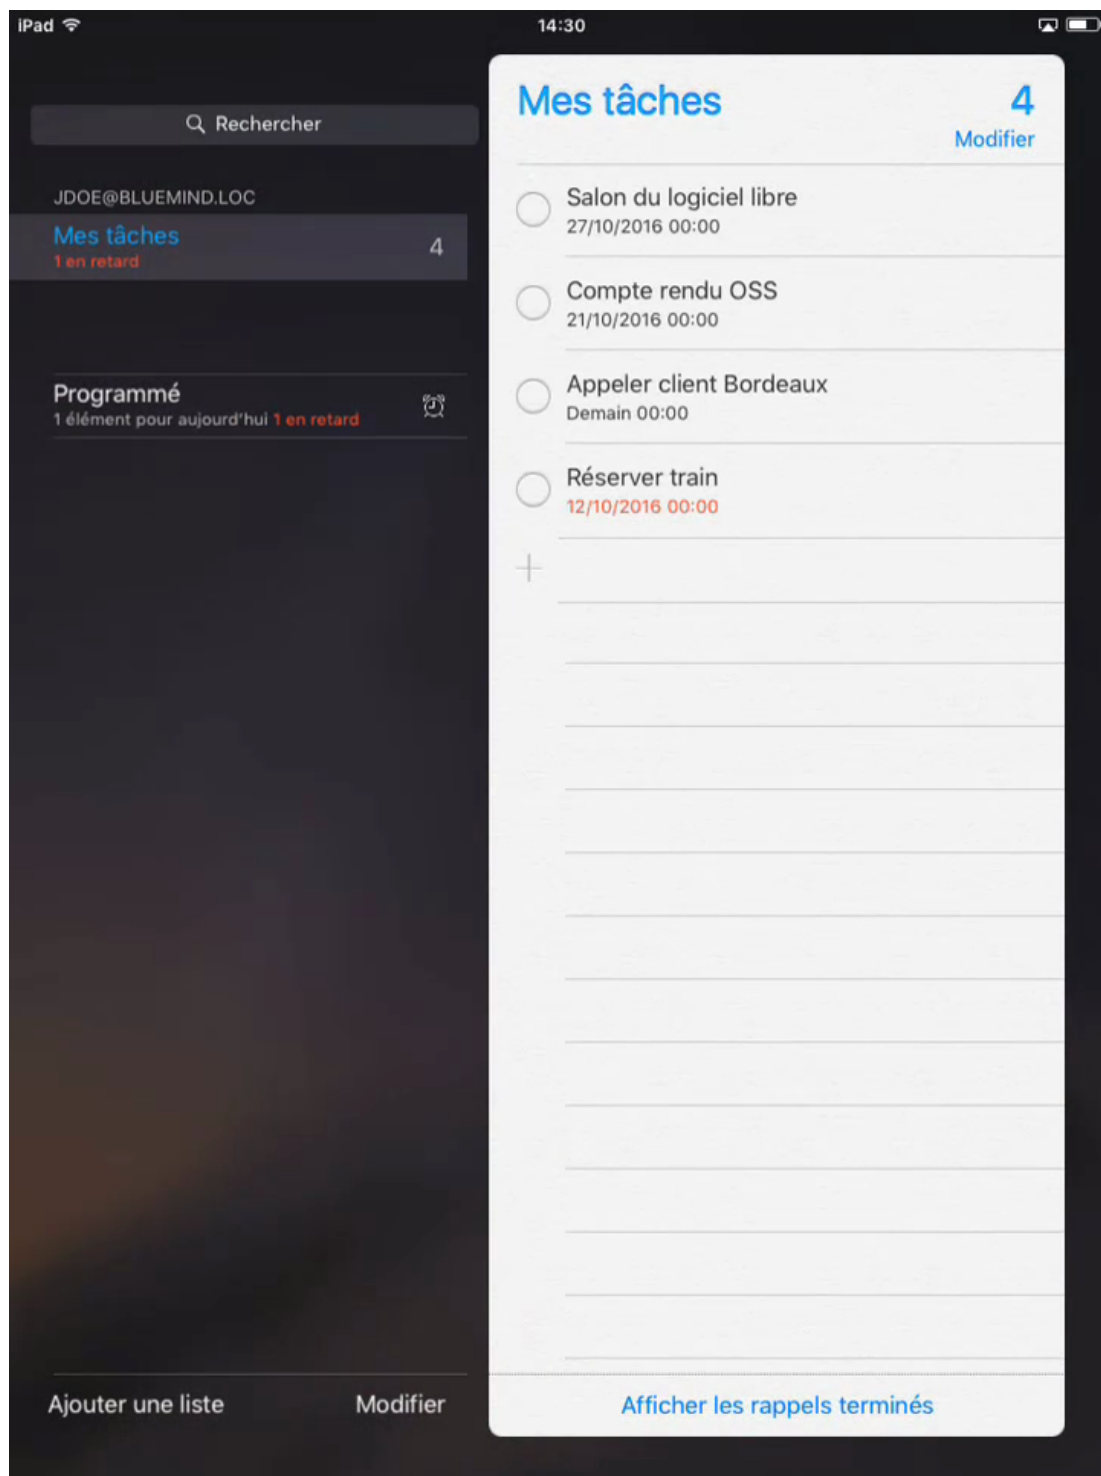 iPad
14:30
Rechercher
JDOE@BLUEMIND.LOC
Mes tâches
4
1 en retard
Programmé
1 élément pour aujourd'hui 1 en retard
Ajouter une liste
Modifier
Mes tâches
4
Modifier
Salon du logiciel libre
27/10/2016 00:00
Compte rendu OSS
21/10/2016 00:00
Appeler client Bordeaux
Demain 00:00
Réserver train
12/10/2016 00:00
Afficher les rappels terminés